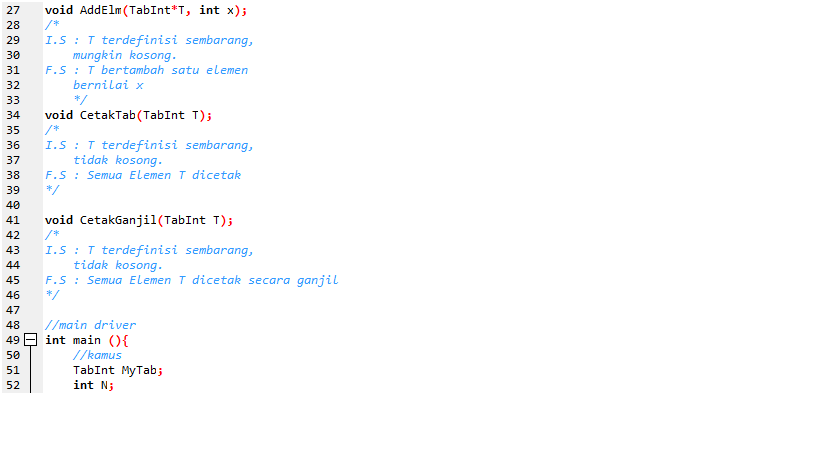 27 void AddElm(TabInt*T, int x);
28 /*
29 I.S : T terdefinisi sembarang,
30 mungkin kosong.
31 F.S : T bertambah satu elemen
32 bernilai x
33 */
34 void CetakTab(TabInt T);
35 /*
36 I.S : T terdefinisi sembarang,
37 tidak kosong.
38 F.S : Semua Elemen T dicetak
39 */
40
41 void CetakGanjil(TabInt T);
42 /*
43 I.S : T terdefinisi sembarang,
44 tidak kosong.
45 F.S : Semua Elemen T dicetak secara ganjil
46 */
47
48 //main driver
49 int main (){
50 //kamus
51 TabInt MyTab;
52 int N;